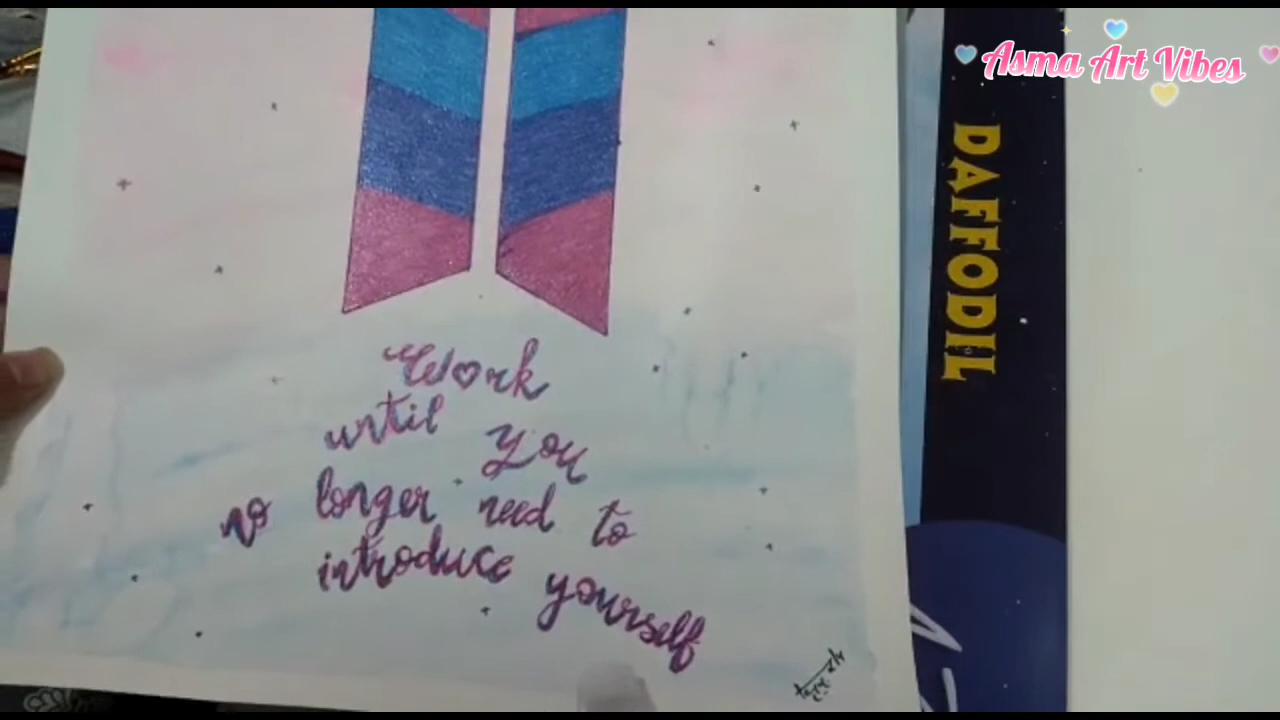 Asma Art Vibes
DAFFODIL
Work
until you
no longer need to
introduce yourself